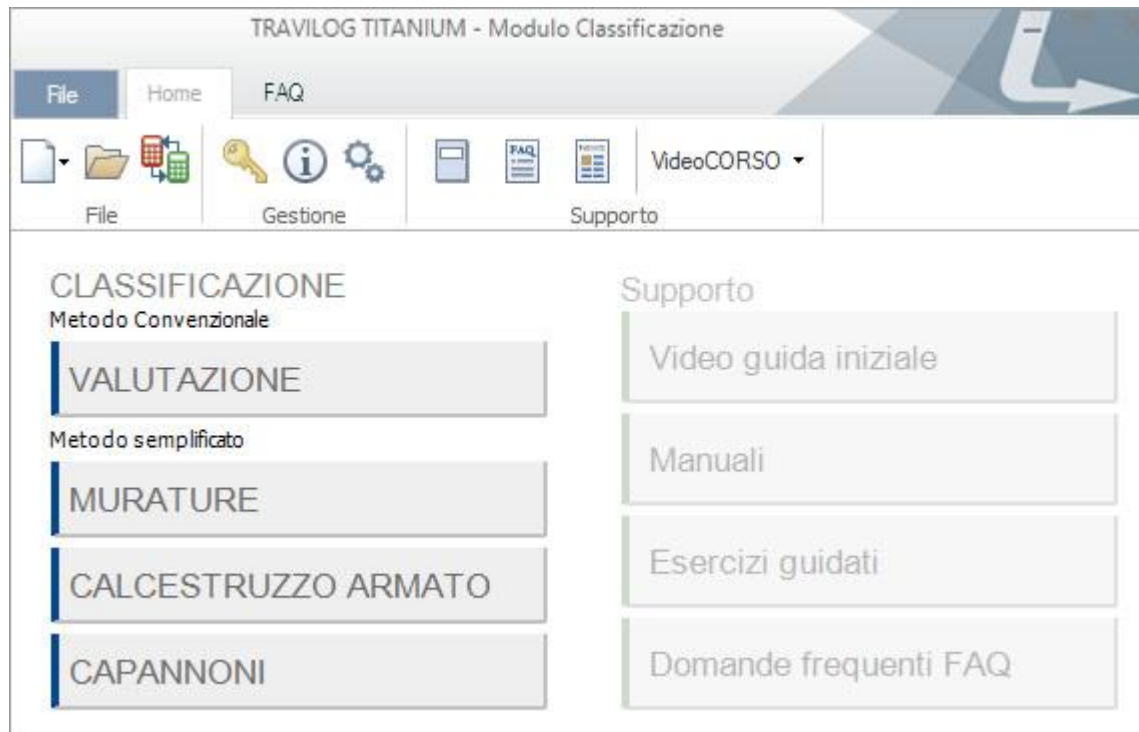 TRAVILOG TITANIUM - Modulo Classificazione
File
Home
FAQ
FAQ
VideoCORSO
File
Gestione
Supporto
CLASSIFICAZIONE
Metodo Convenzionale
VALUTAZIONE
Metodo semplificato
MURATURE
CALCESTRUZZO ARMATO
CAPANNONI
Supporto
Video guida iniziale
Manuali
Esercizi guidati
Domande frequenti FAQ